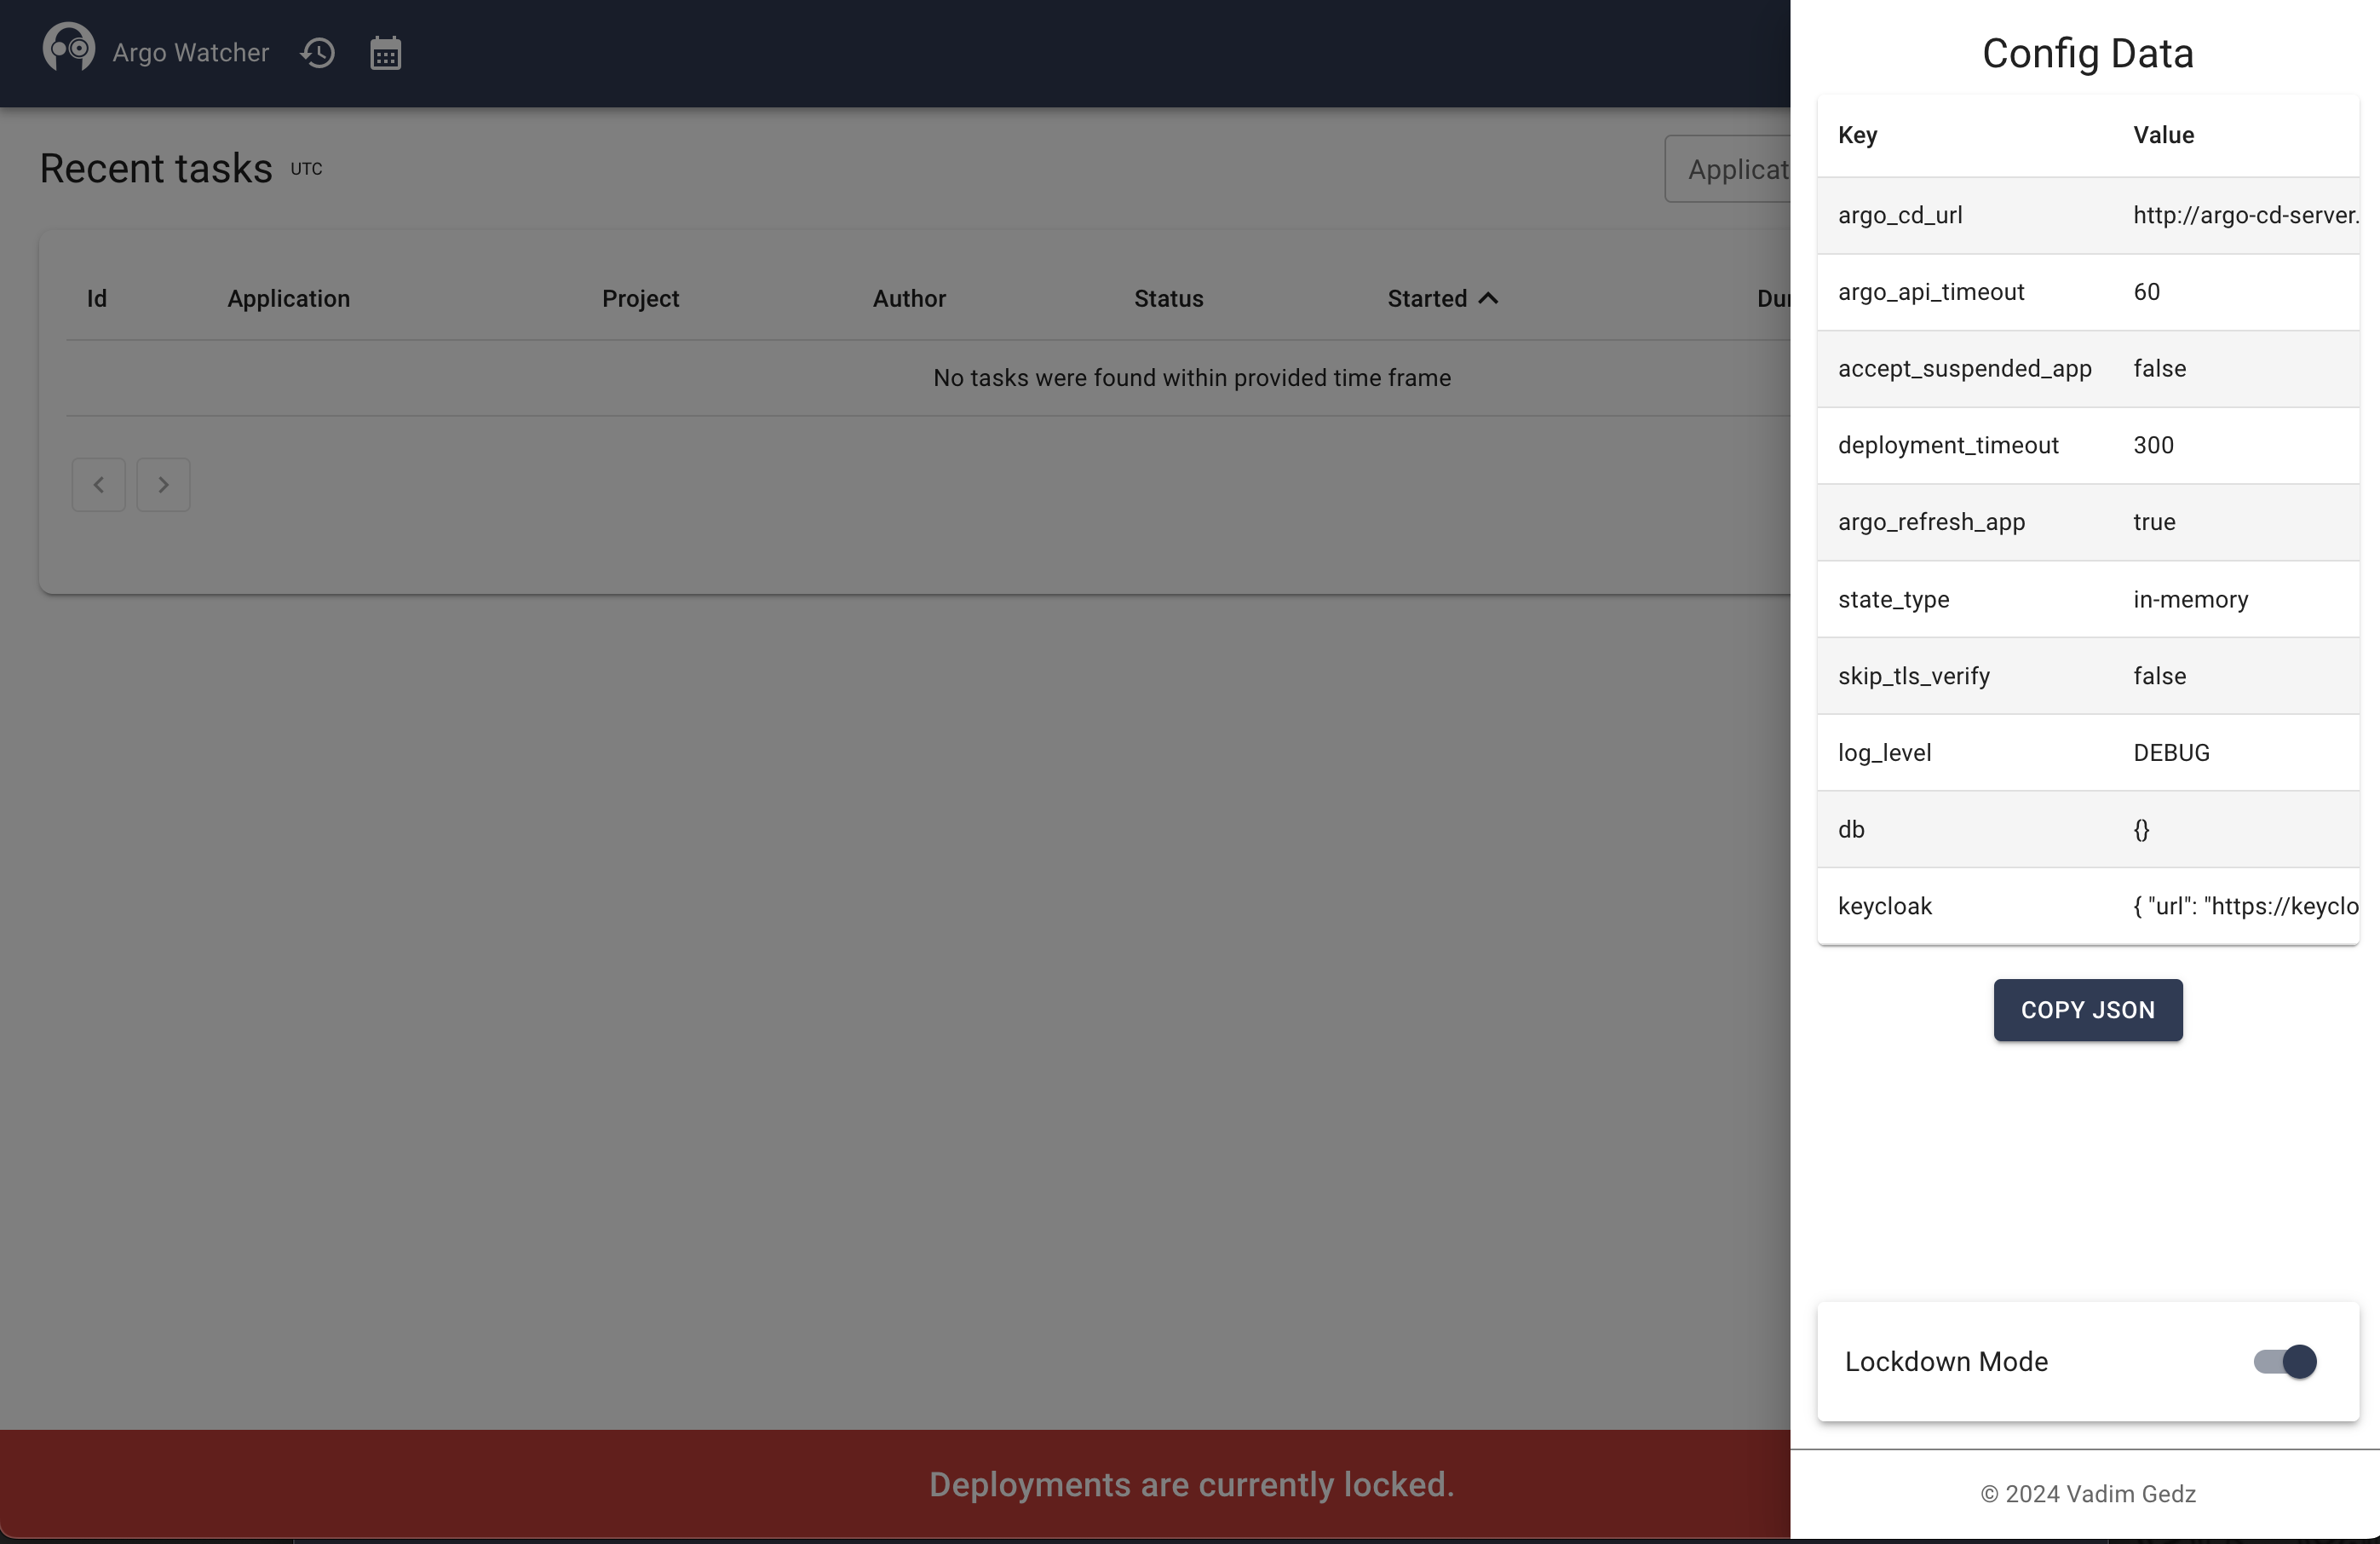 Argo Watcher
Recent tasks UTC
Applicat
Id Application Project Author Status Started Dur
No tasks were found within provided time frame
Deployments are currently locked.
Config Data
Key Value
argo_cd_url http://argo-cd-server.
argo_api_timeout 60
accept_suspended_app false
deployment_timeout 300
argo_refresh_app true
state_type in-memory
skip_tls_verify false
log_level DEBUG
db {}
keycloak { "url": "https://keyclo
COPY JSON
Lockdown Mode
© 2024 Vadim Gedz